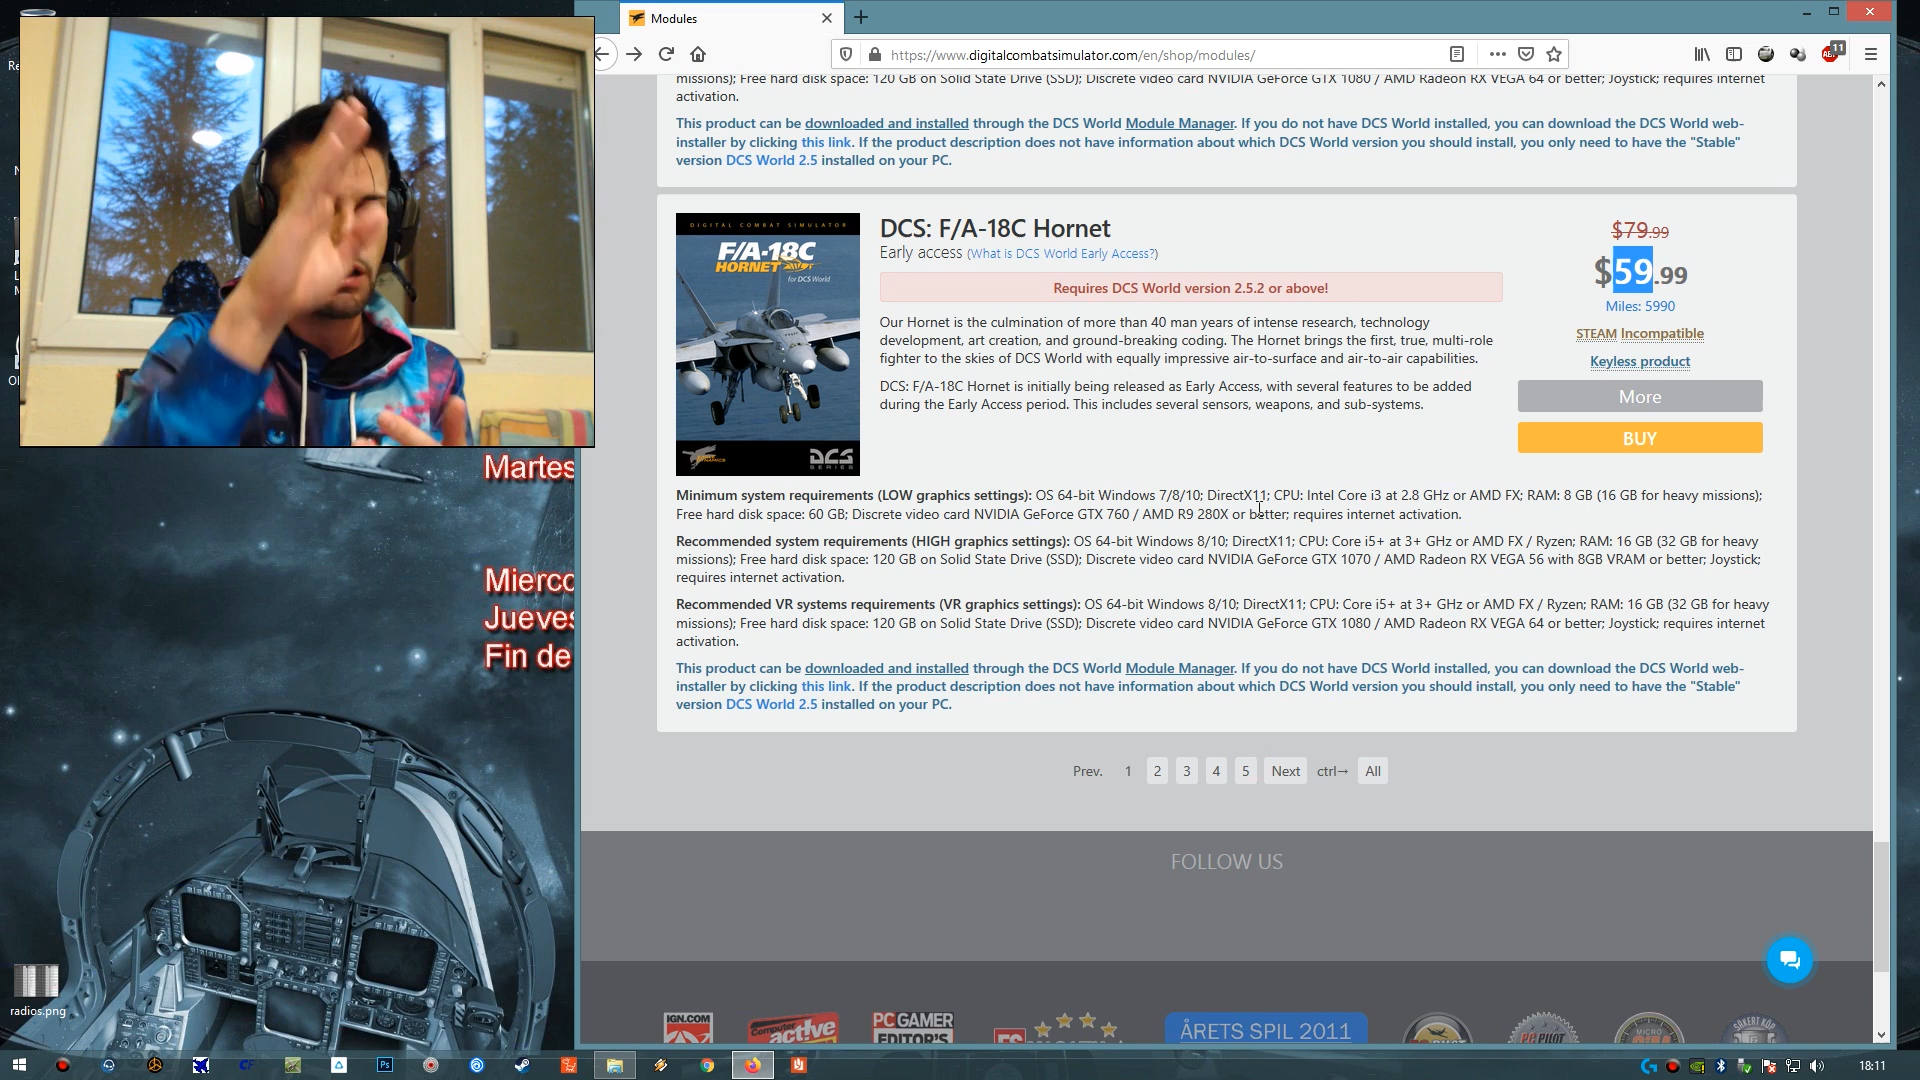 Modules
https://www.digitalcombatsimulator.com/en/shop/modules/
11
missions); Free hard disk space: 120 GB on Solid State Drive (SSD); Discrete video card NVIDIA GeForce GTX 1080 / AMD Radeon RX VEGA 64 or better; Joystick; requires internet
activation.
This product can be downloaded and installed through the DCS World Module Manager. If you do not have DCS World installed, you can download the DCS World web-
installer by clicking this link. If the product description does not have information about which DCS World version you should install, you only need to have the "Stable"
version DCS World 2.5 installed on your PC.
DIGITAL COMBAT SIMULATOR
F/A-18C
HORNET
for DCS World
DCS
SERIES
DCS: F/A-18C Hornet
Early access (What is DCS World Early Access?)
Requires DCS World version 2.5.2 or above!
Our Hornet is the culmination of more than 40 man years of intense research, technology
development, art creation, and ground-breaking coding. The Hornet brings the first, true, multi-role
fighter to the skies of DCS World with equally impressive air-to-surface and air-to-air capabilities.
DCS: F/A-18C Hornet is initially being released as Early Access, with several features to be added
during the Early Access period. This includes several sensors, weapons, and sub-systems.
$79.99
$59.99
Miles: 5990
STEAM Incompatible
Keyless product
More
BUY
Minimum system requirements (LOW graphics settings): OS 64-bit Windows 7/8/10; DirectX11; CPU: Intel Core i3 at 2.8 GHz or AMD FX; RAM: 8 GB (16 GB for heavy missions);
Free hard disk space: 60 GB; Discrete video card NVIDIA GeForce GTX 760 / AMD R9 280X or better; requires internet activation.
Recommended system requirements (HIGH graphics settings): OS 64-bit Windows 8/10; DirectX11; CPU: Core i5+ at 3+ GHz or AMD FX / Ryzen; RAM: 16 GB (32 GB for heavy
missions); Free hard disk space: 120 GB on Solid State Drive (SSD); Discrete video card NVIDIA GeForce GTX 1070 / AMD Radeon RX VEGA 56 with 8GB VRAM or better; Joystick;
requires internet activation.
Recommended VR systems requirements (VR graphics settings): OS 64-bit Windows 8/10; DirectX11; CPU: Core i5+ at 3+ GHz or AMD FX / Ryzen; RAM: 16 GB (32 GB for heavy
missions); Free hard disk space: 120 GB on Solid State Drive (SSD); Discrete video card NVIDIA GeForce GTX 1080 / AMD Radeon RX VEGA 64 or better; Joystick; requires internet
activation.
This product can be downloaded and installed through the DCS World Module Manager. If you do not have DCS World installed, you can download the DCS World web-
installer by clicking this link. If the product description does not have information about which DCS World version you should install, you only need to have the "Stable"
version DCS World 2.5 installed on your PC.
Prev. 1 2 3 4 5 Next ctrl→ All
FOLLOW US
IGN.COM
Computer active
PC GAMER
EDITOR'S
ÅRETS SPIL 2011
PC PILOT
MICRO
Martes
Mierco
Jueves
Fin de
radios.png
18:11